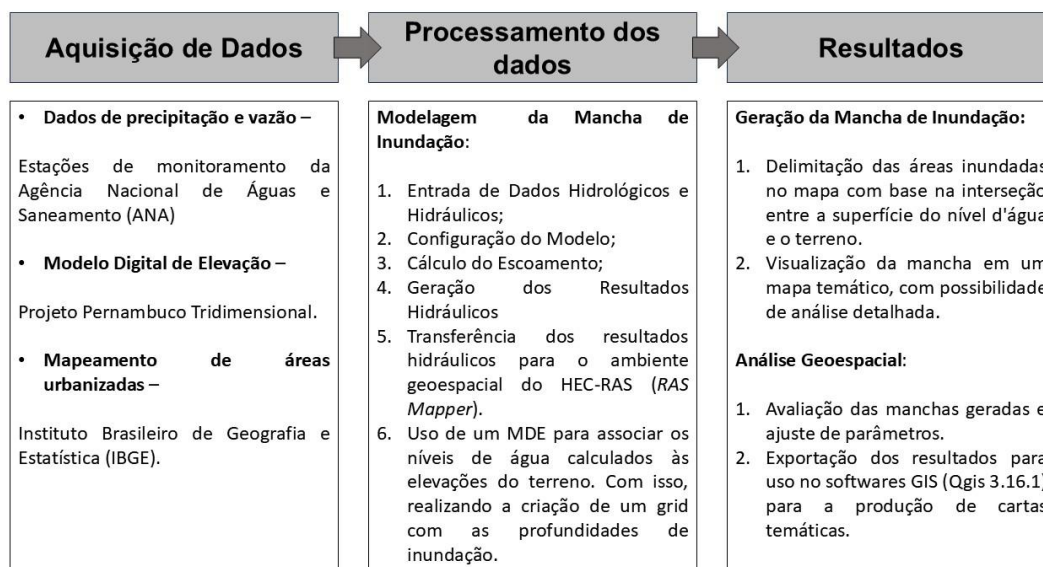 Aquisição de Dados
Processamento dos
dados
Resultados
• Dados de precipitação e vazão –
Estações de monitoramento da
Agência Nacional de Águas e
Saneamento (ANA)
• Modelo Digital de Elevação –
Projeto Pernambuco Tridimensional.
• Mapeamento de áreas
urbanizadas –
Instituto Brasileiro de Geografia e
Estatística (IBGE).
Modelagem da Mancha de
Inundação:
1. Entrada de Dados Hidrológicos e
Hidráulicos;
2. Configuração do Modelo;
3. Cálculo do Escoamento;
4. Geração dos Resultados
Hidráulicos
5. Transferência dos resultados
hidráulicos para o ambiente
geoespacial do HEC-RAS (RAS
Mapper).
6. Uso de um MDE para associar os
níveis de água calculados às
elevações do terreno. Com isso,
realizando a criação de um grid
com as profundidades de
inundação.
Geração da Mancha de Inundação:
1. Delimitação das áreas inundadas
no mapa com base na interseção
entre a superfície do nível d'água
e o terreno.
2. Visualização da mancha em um
mapa temático, com possibilidade
de análise detalhada.
Análise Geoespacial:
1. Avaliação das manchas geradas e
ajuste de parâmetros.
2. Exportação dos resultados para
uso no softwares GIS (Qgis 3.16.1)
para a produção de cartas
temáticas.